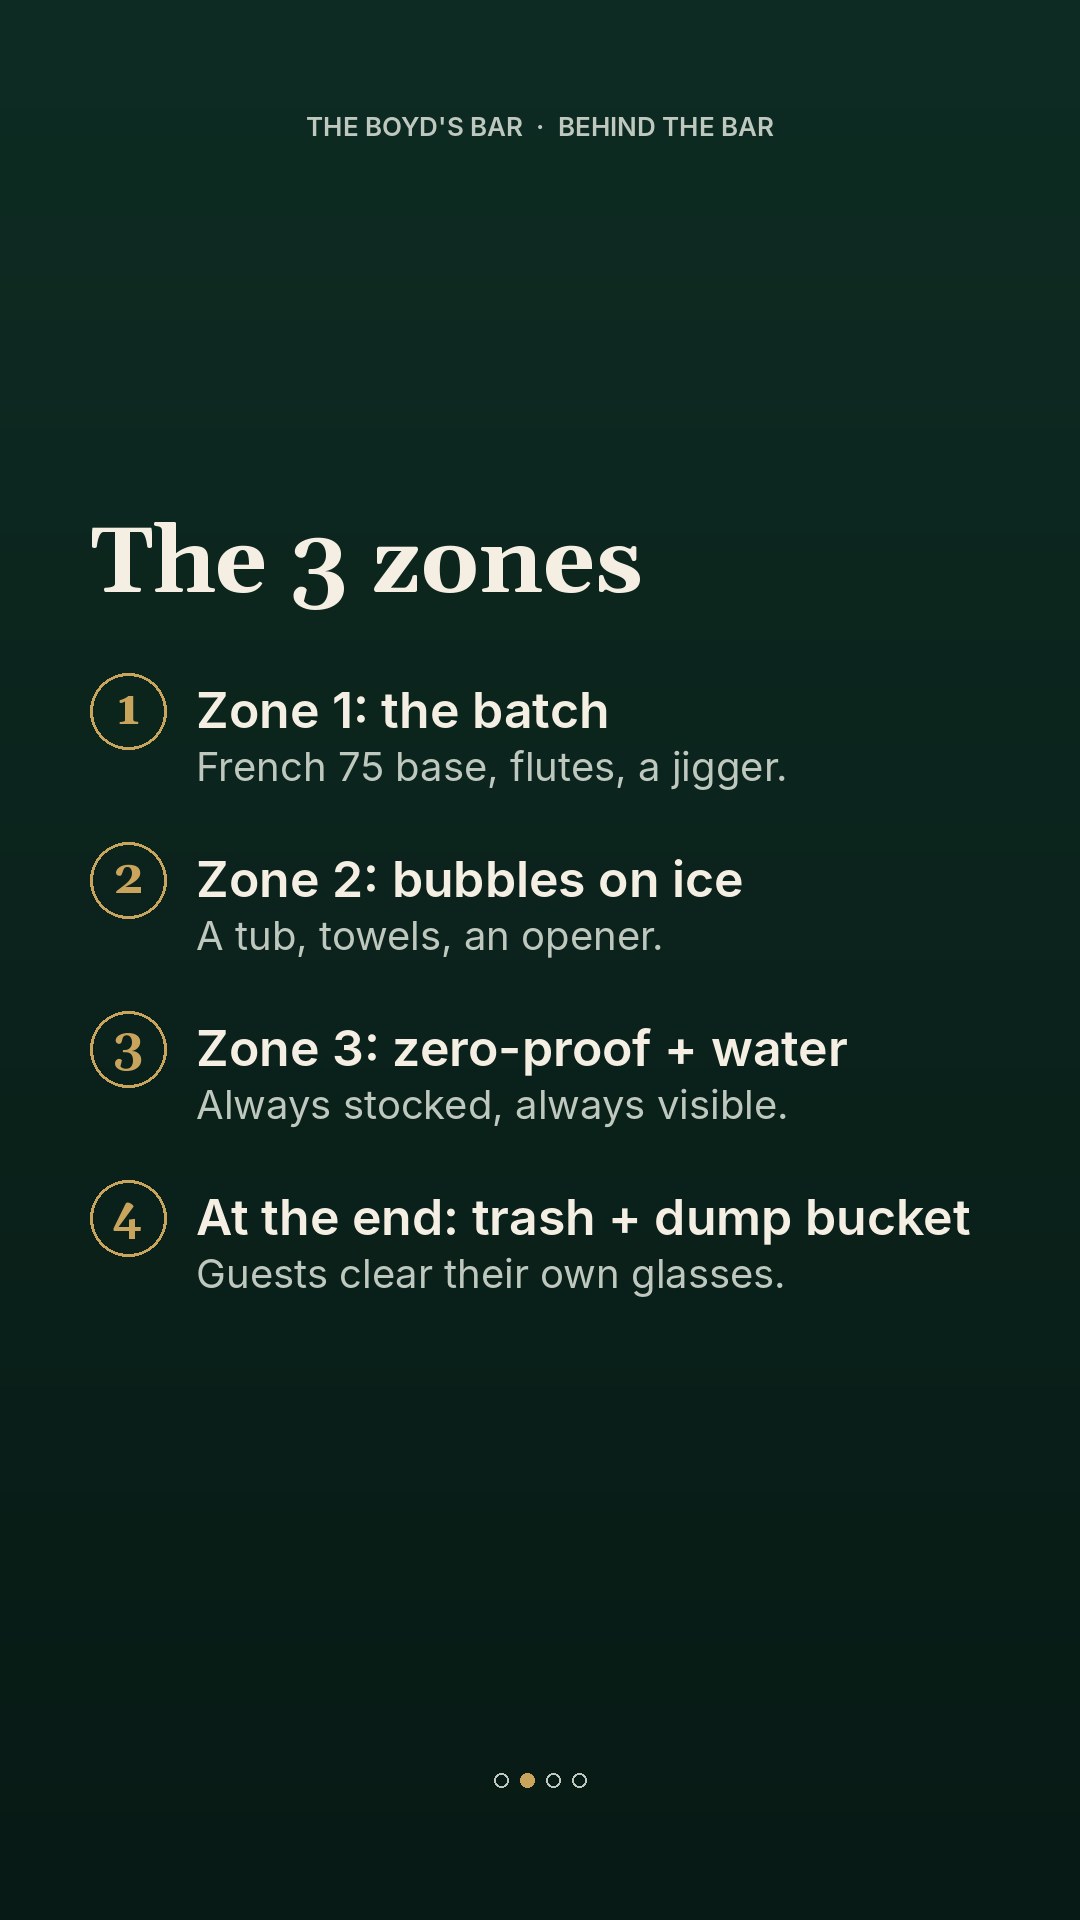 THE BOYD'S BAR · BEHIND THE BAR
The 3 zones
1 Zone 1: the batch
French 75 base, flutes, a jigger.
2 Zone 2: bubbles on ice
A tub, towels, an opener.
3 Zone 3: zero-proof + water
Always stocked, always visible.
4 At the end: trash + dump bucket
Guests clear their own glasses.